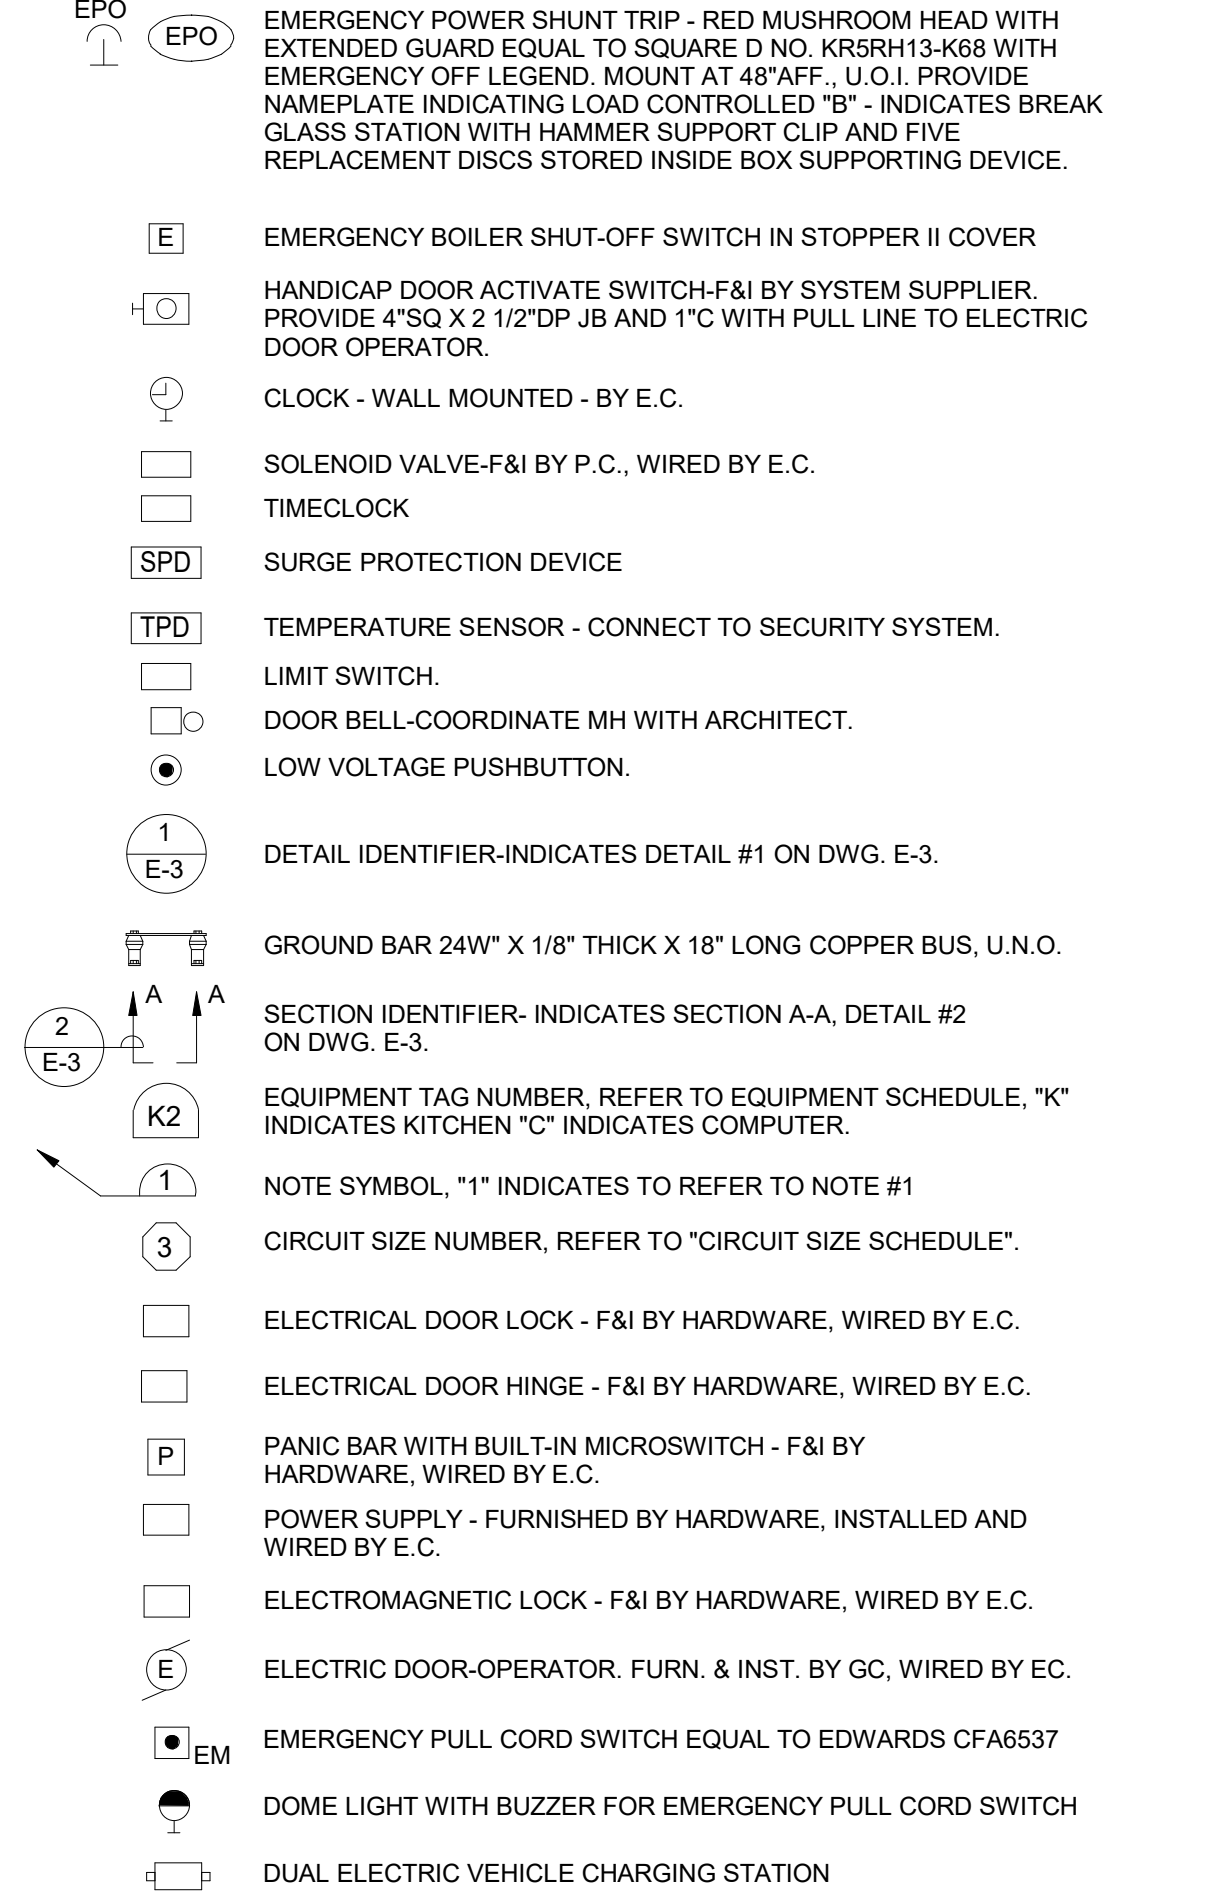 EPO
EPO
EMERGENCY POWER SHUNT TRIP - RED MUSHROOM HEAD WITH
EXTENDED GUARD EQUAL TO SQUARE D NO. KR5RH13-K68 WITH
EMERGENCY OFF LEGEND. MOUNT AT 48"AFF., U.O.I. PROVIDE
NAMEPLATE INDICATING LOAD CONTROLLED "B" - INDICATES BREAK
GLASS STATION WITH HAMMER SUPPORT CLIP AND FIVE
REPLACEMENT DISCS STORED INSIDE BOX SUPPORTING DEVICE.
E
EMERGENCY BOILER SHUT-OFF SWITCH IN STOPPER II COVER
HANDICAP DOOR ACTIVATE SWITCH-F&I BY SYSTEM SUPPLIER.
PROVIDE 4"SQ X 2 1/2"DP JB AND 1"C WITH PULL LINE TO ELECTRIC
DOOR OPERATOR.
CLOCK - WALL MOUNTED - BY E.C.
SOLENOID VALVE-F&I BY P.C., WIRED BY E.C.
TIMECLOCK
SPD
SURGE PROTECTION DEVICE
TPD
TEMPERATURE SENSOR - CONNECT TO SECURITY SYSTEM.
LIMIT SWITCH.
DOOR BELL-COORDINATE MH WITH ARCHITECT.
LOW VOLTAGE PUSHBUTTON.
1
E-3
DETAIL IDENTIFIER-INDICATES DETAIL #1 ON DWG. E-3.
GROUND BAR 24W" X 1/8" THICK X 18" LONG COPPER BUS, U.N.O.
A A
2
E-3
SECTION IDENTIFIER- INDICATES SECTION A-A, DETAIL #2
ON DWG. E-3.
K2
EQUIPMENT TAG NUMBER, REFER TO EQUIPMENT SCHEDULE, "K"
INDICATES KITCHEN "C" INDICATES COMPUTER.
1
NOTE SYMBOL, "1" INDICATES TO REFER TO NOTE #1
3
CIRCUIT SIZE NUMBER, REFER TO "CIRCUIT SIZE SCHEDULE".
ELECTRICAL DOOR LOCK - F&I BY HARDWARE, WIRED BY E.C.
ELECTRICAL DOOR HINGE - F&I BY HARDWARE, WIRED BY E.C.
P
PANIC BAR WITH BUILT-IN MICROSWITCH - F&I BY
HARDWARE, WIRED BY E.C.
POWER SUPPLY - FURNISHED BY HARDWARE, INSTALLED AND
WIRED BY E.C.
ELECTROMAGNETIC LOCK - F&I BY HARDWARE, WIRED BY E.C.
E
ELECTRIC DOOR-OPERATOR. FURN. & INST. BY GC, WIRED BY EC.
EM
EMERGENCY PULL CORD SWITCH EQUAL TO EDWARDS CFA6537
DOME LIGHT WITH BUZZER FOR EMERGENCY PULL CORD SWITCH
DUAL ELECTRIC VEHICLE CHARGING STATION